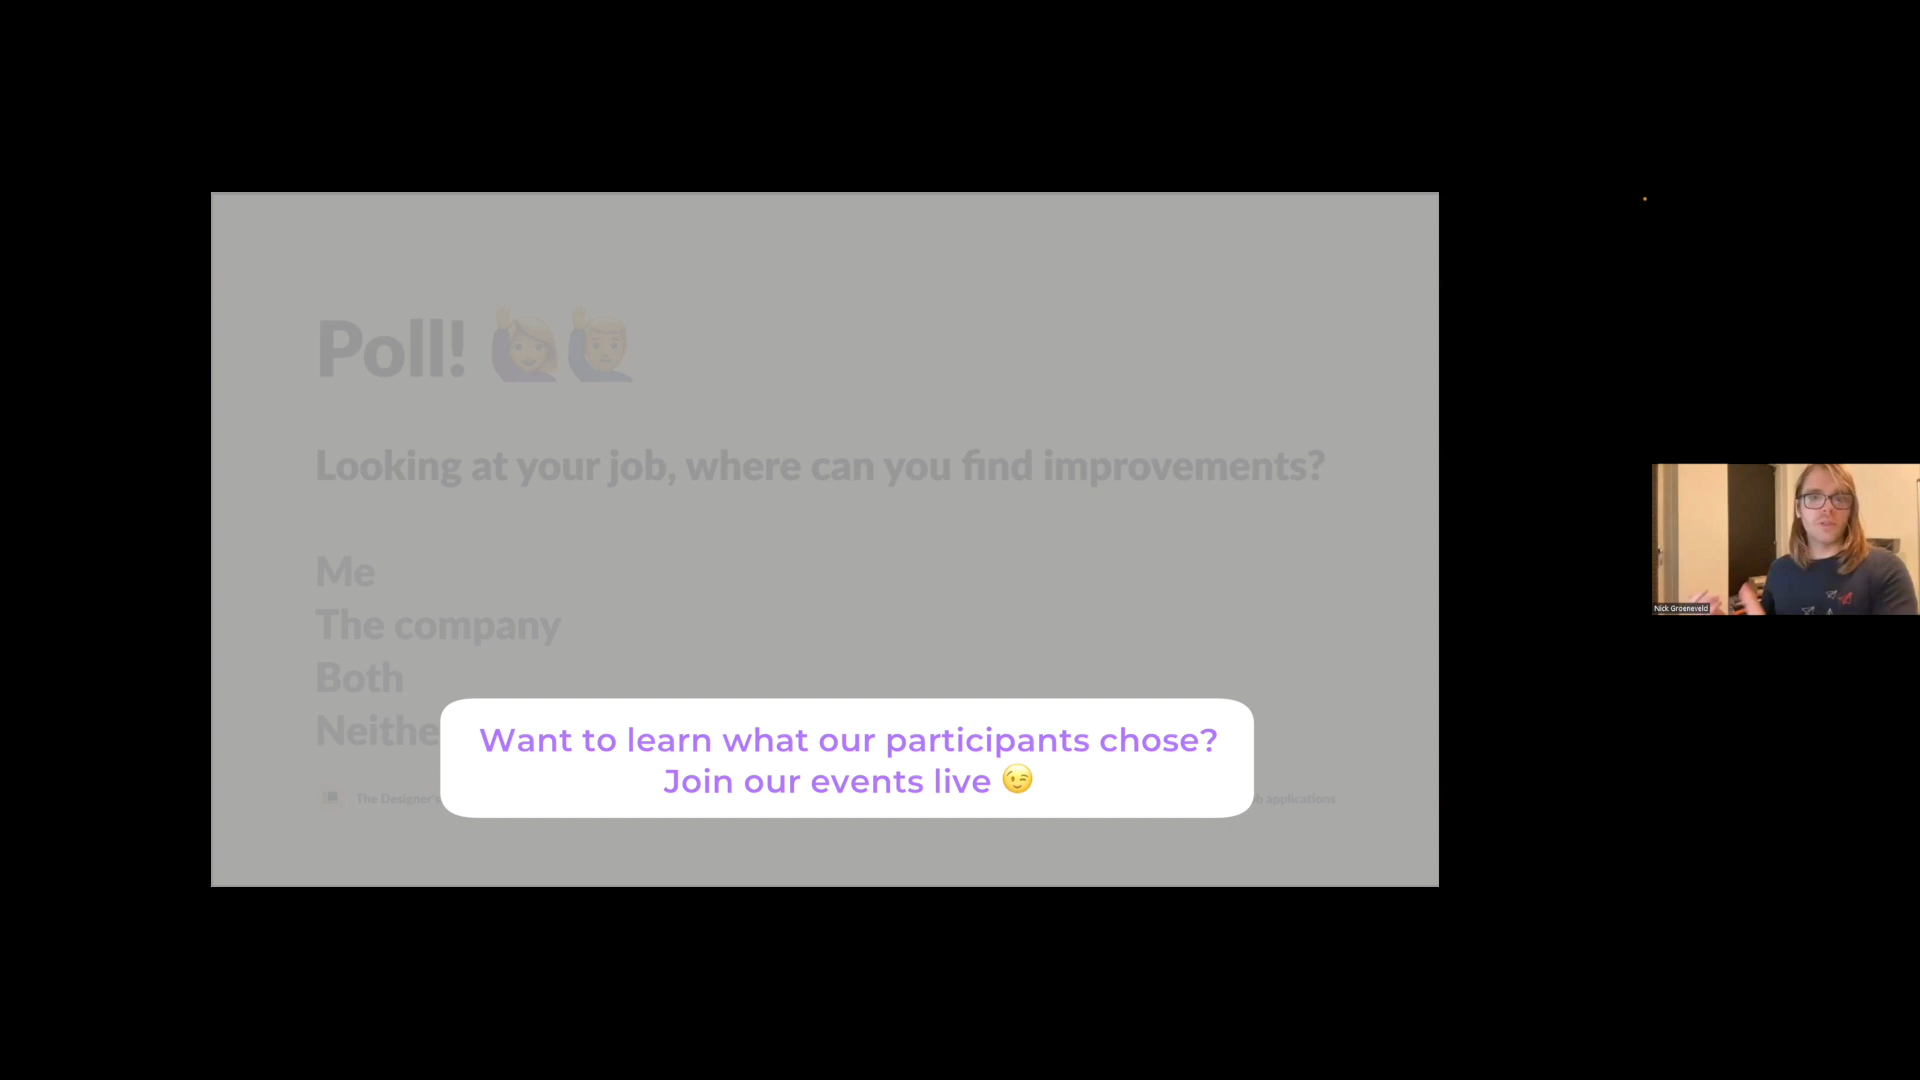 Poll! 🙋‍♀️🙋‍♂️
Looking at your job, where can you find improvements?
Me
The company
Both
Neithe
Want to learn what our participants chose?
Join our events live 😉
The Designer's
applications
Nick Groeneveld